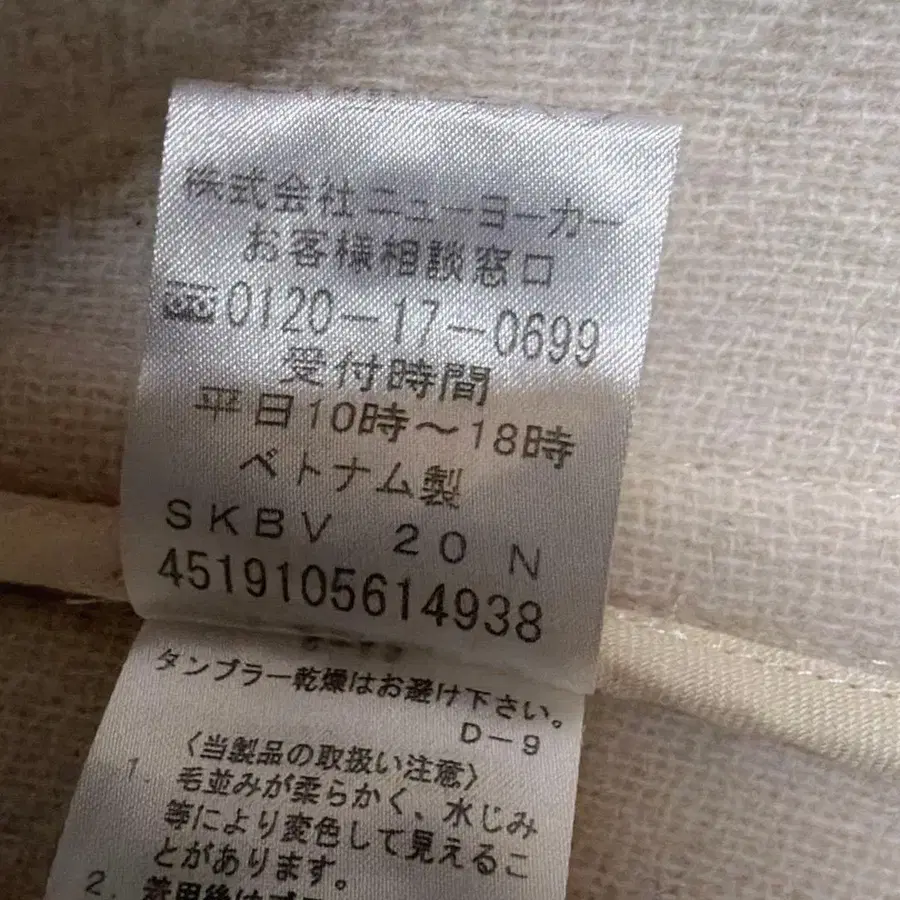 株式会社ニューヨーカー
お客様相談窓口
0120-17-0699
受付時間
平日10時〜18時
ベトナム製
SKBV 20 N
4519105614938
タンブラー乾燥はお避け下さい。
D-9
〈当製品の取扱い注意〉
1. 毛並みが柔らかく、水じみ
等により変色して見えるこ
とがあります。
2. 着用後は